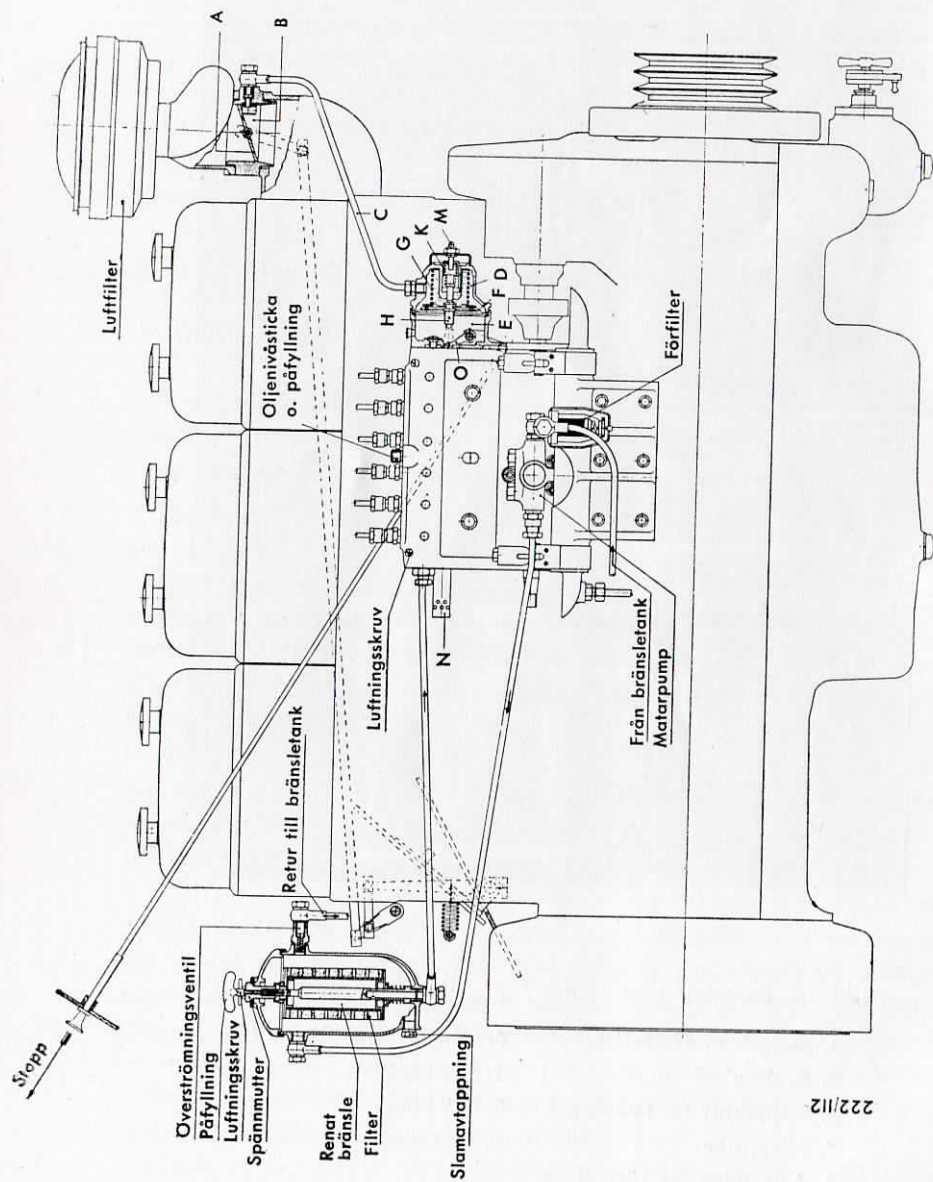 Luftfilter
A
B
C
M
K
G
D
F
H
E
O
Oljenivåsticka
o. påfyllning
Förfilter
Luftningsskruv
N
Från bränsletank
Matarpump
Retur till bränsletank
Stopp
Överströmningsventil
Påfyllning
Luftningsskruv
Spännmutter
Renat
bränsle
Filter
Slamavtappning
222/112